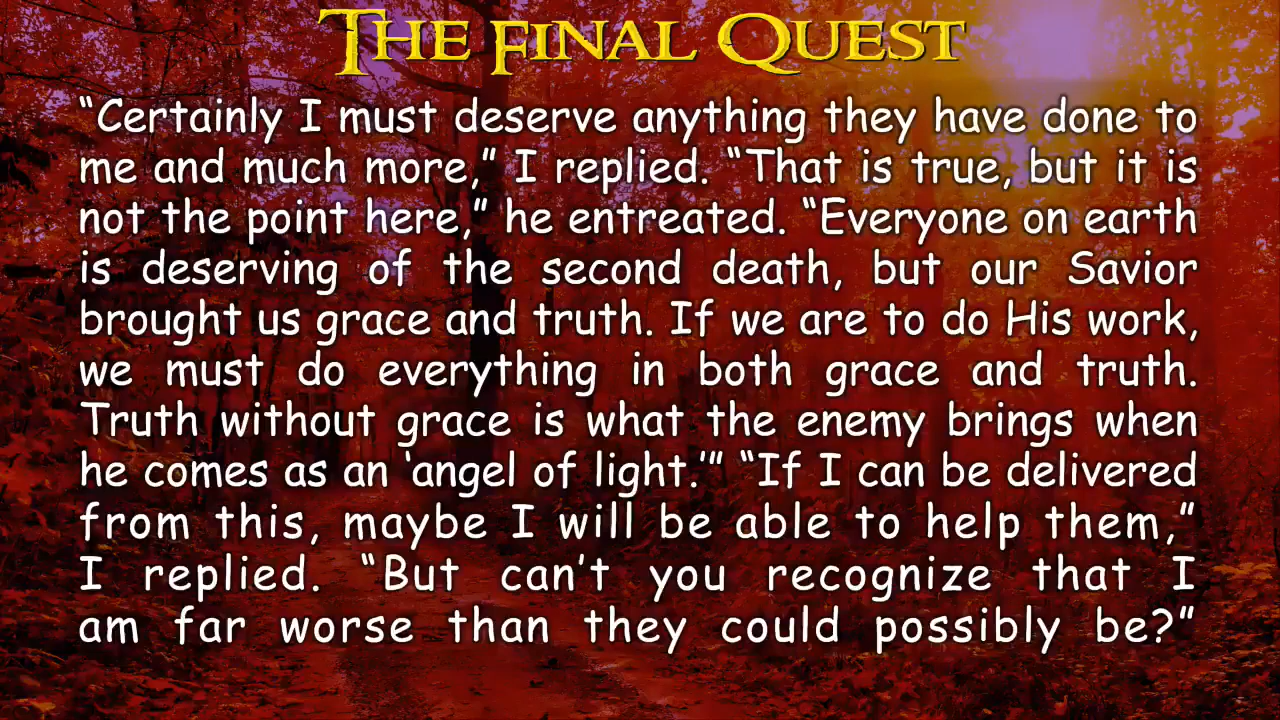 THE FINAL QUEST
“Certainly I must deserve anything they have done to
me and much more,” I replied. “That is true, but it is
not the point here,” he entreated. “Everyone on earth
is deserving of the second death, but our Savior
brought us grace and truth. If we are to do His work,
we must do everything in both grace and truth.
Truth without grace is what the enemy brings when
he comes as an ‘angel of light.’” “If I can be delivered
from this, maybe I will be able to help them,”
I replied. “But can’t you recognize that I
am far worse than they could possibly be?”